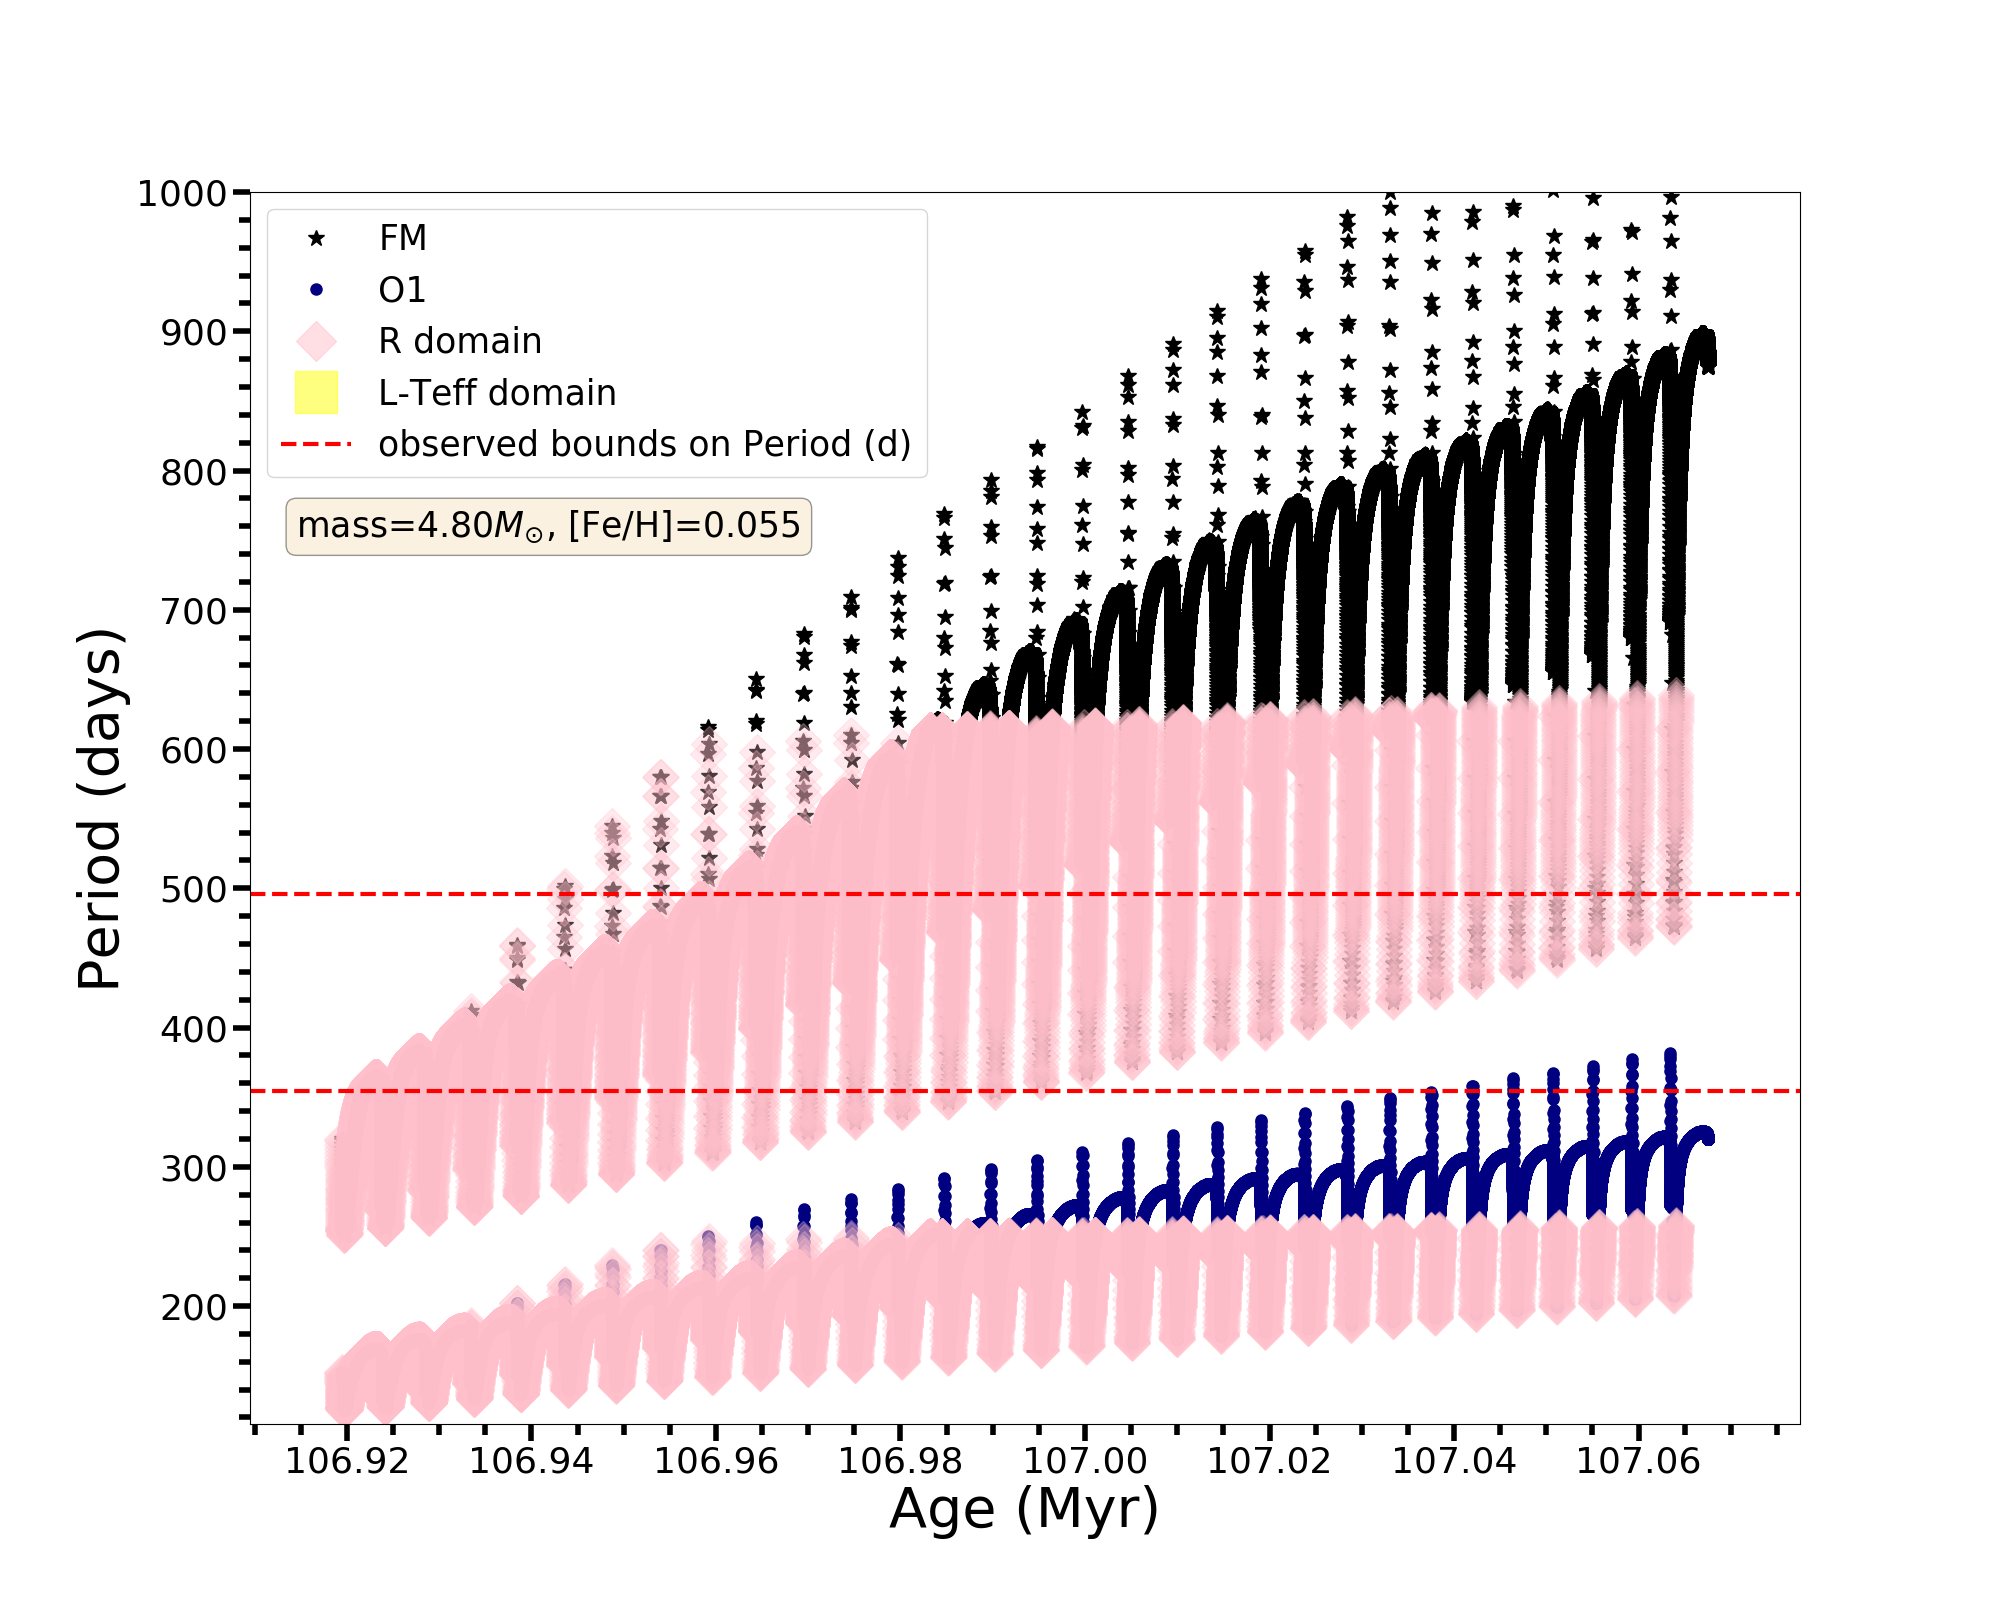 1000
900
800
700
600
500
400
300
200
Period (days)
FM
O1
R domain
L-Teff domain
observed bounds on Period (d)
mass=4.80M⊙, [Fe/H]=0.055
106.92 106.94 106.96 106.98 107.00 107.02 107.04 107.06
Age (Myr)